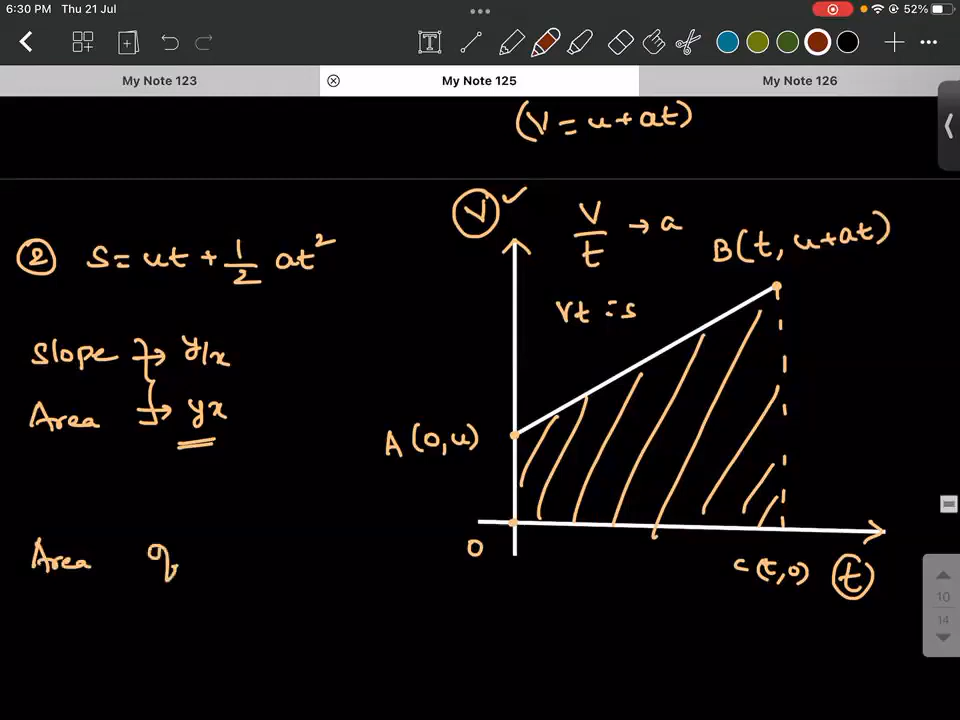 6:30 PM Thu 21 Jul
52%
My Note 123
My Note 125
My Note 126
(V = u + at)
V
V/t → a
B(t, u+at)
② S = ut + 1/2 at²
vt = s
Slope → y/x
Area → yx
A (0, u)
0
C (t, 0)
t
Area
10
14